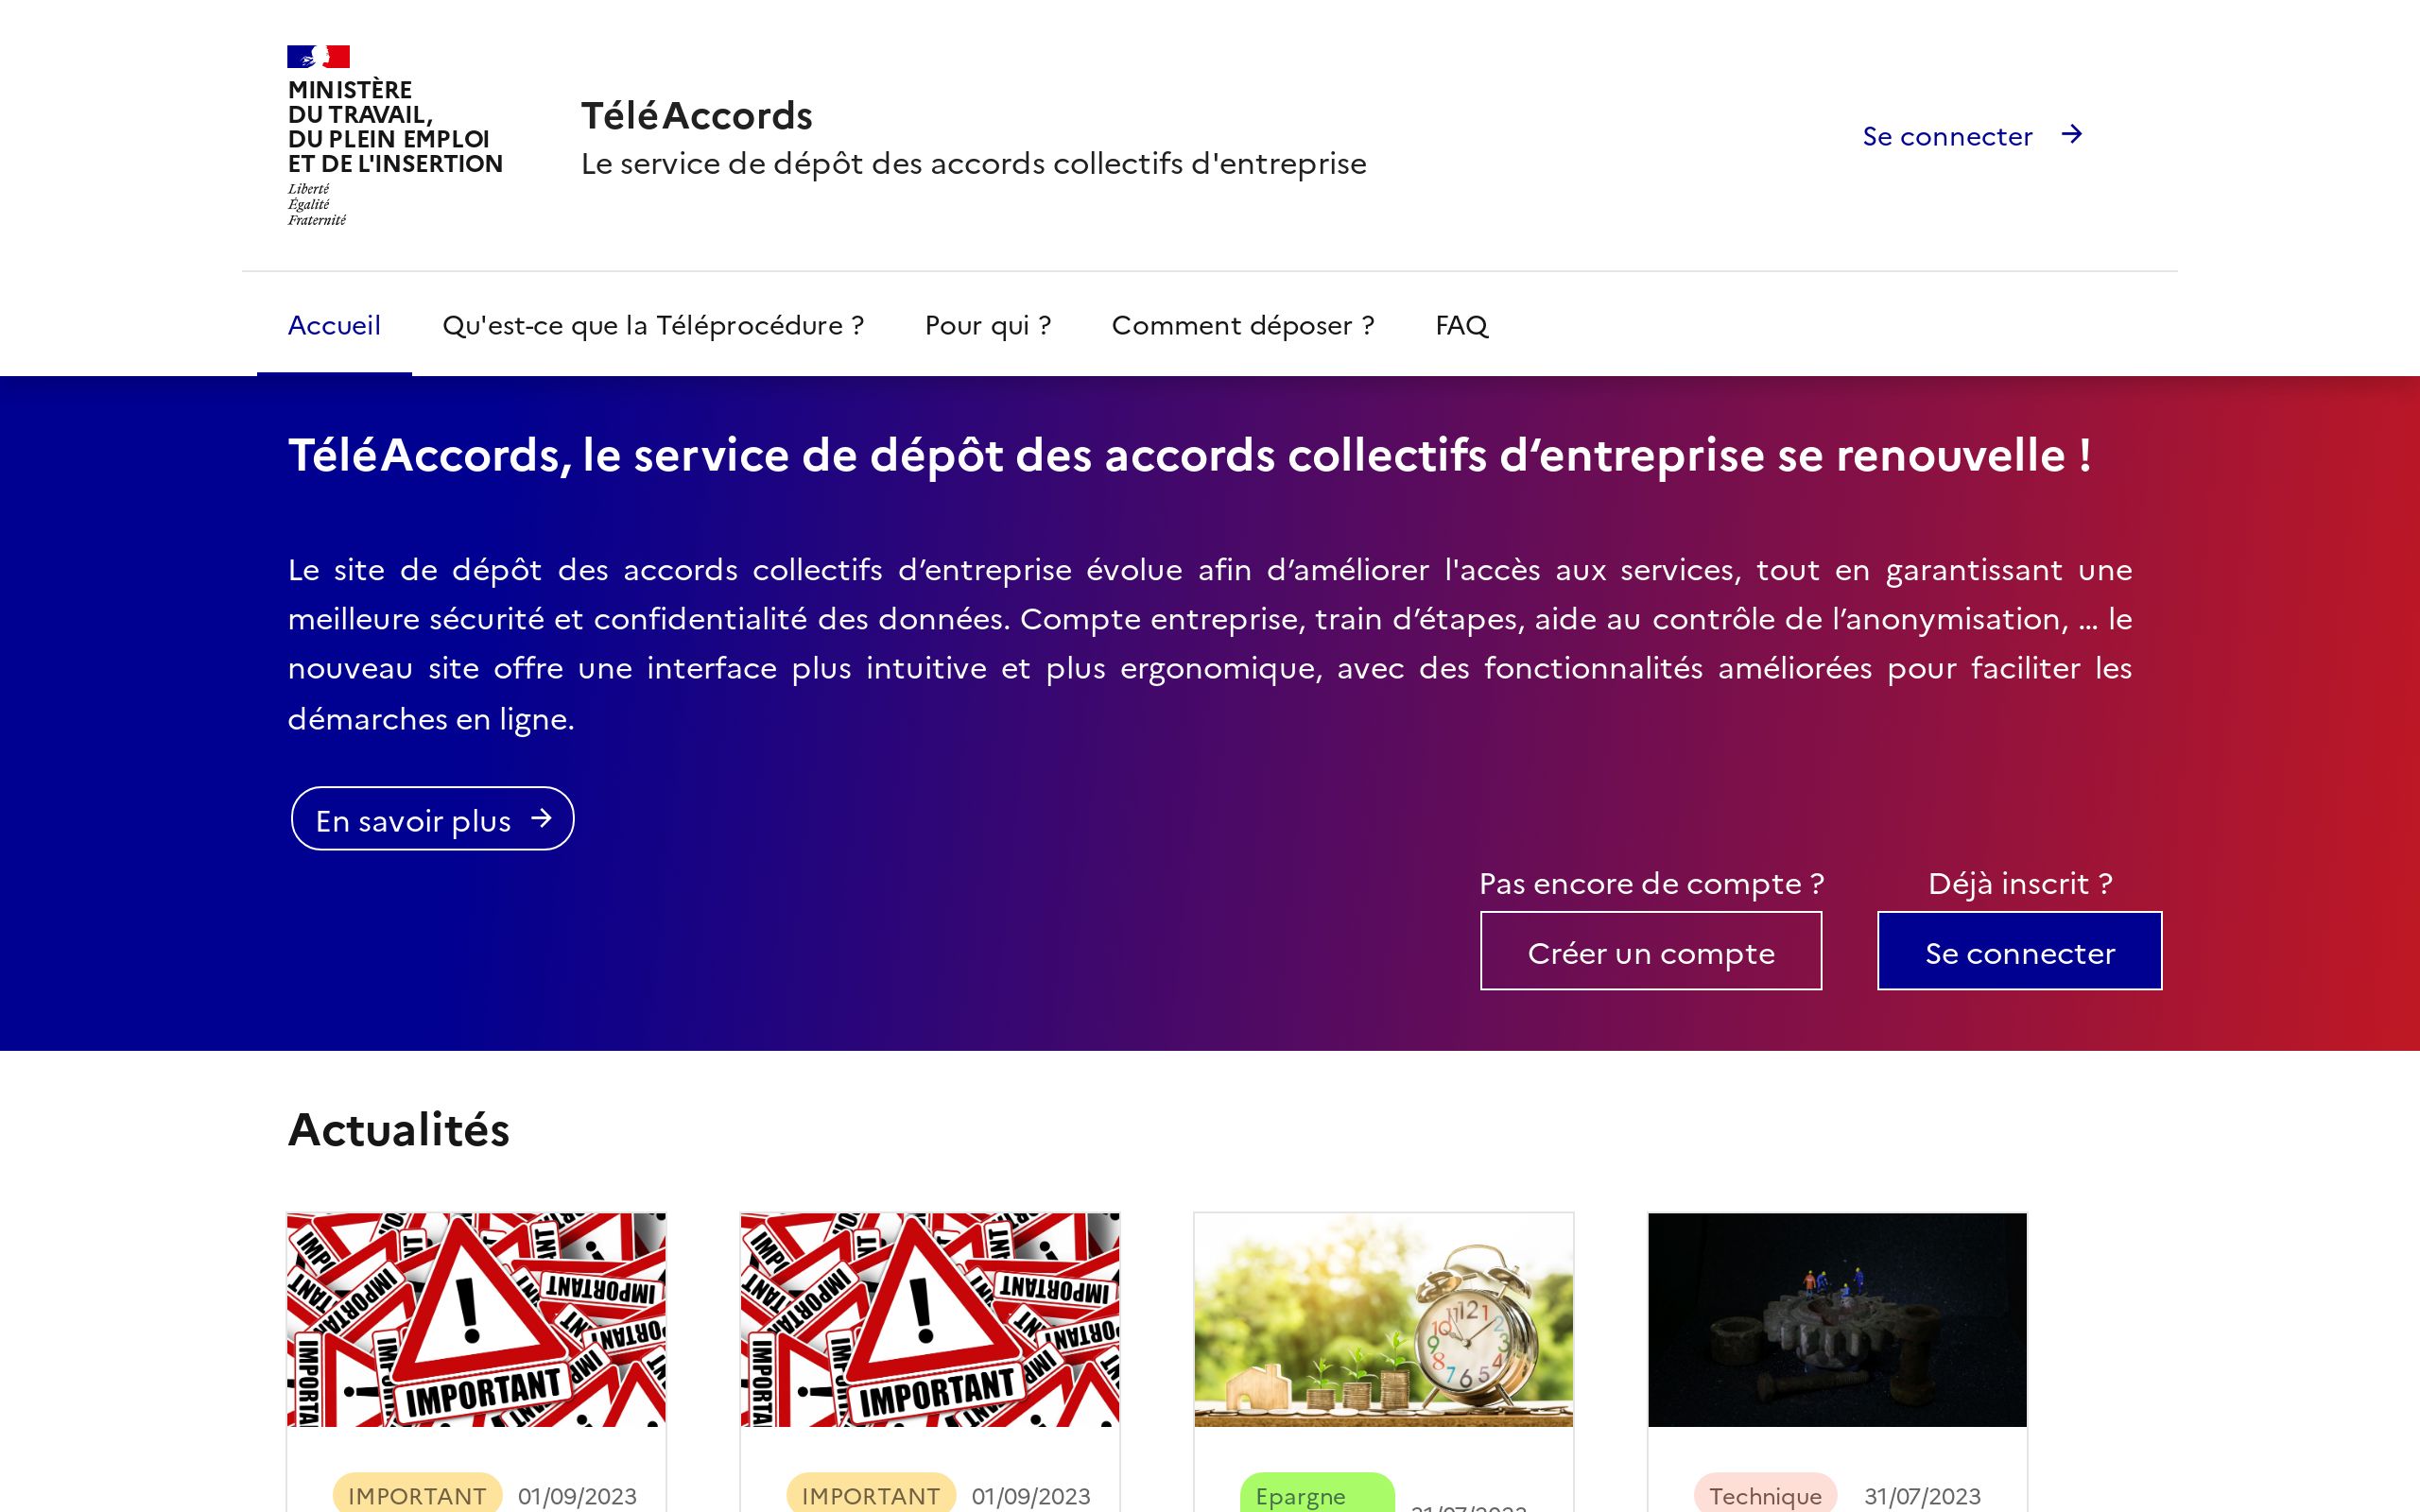 MINISTÈRE
DU TRAVAIL,
DU PLEIN EMPLOI
ET DE L'INSERTION
Liberté
Égalité
Fraternité
TéléAccords
Le service de dépôt des accords collectifs d'entreprise
Se connecter
Accueil
Qu'est-ce que la Téléprocédure ?
Pour qui ?
Comment déposer ?
FAQ
TéléAccords, le service de dépôt des accords collectifs d’entreprise se renouvelle !
Le site de dépôt des accords collectifs d’entreprise évolue afin d’améliorer l'accès aux services, tout en garantissant une
meilleure sécurité et confidentialité des données. Compte entreprise, train d’étapes, aide au contrôle de l’anonymisation, ... le
nouveau site offre une interface plus intuitive et plus ergonomique, avec des fonctionnalités améliorées pour faciliter les
démarches en ligne.
En savoir plus
Pas encore de compte ?
Créer un compte
Déjà inscrit ?
Se connecter
Actualités
IMPORTANT
IMPORTANT
IMPORTANT 01/09/2023
IMPORTANT 01/09/2023
Epargne
31/07/2023
Technique 31/07/2023